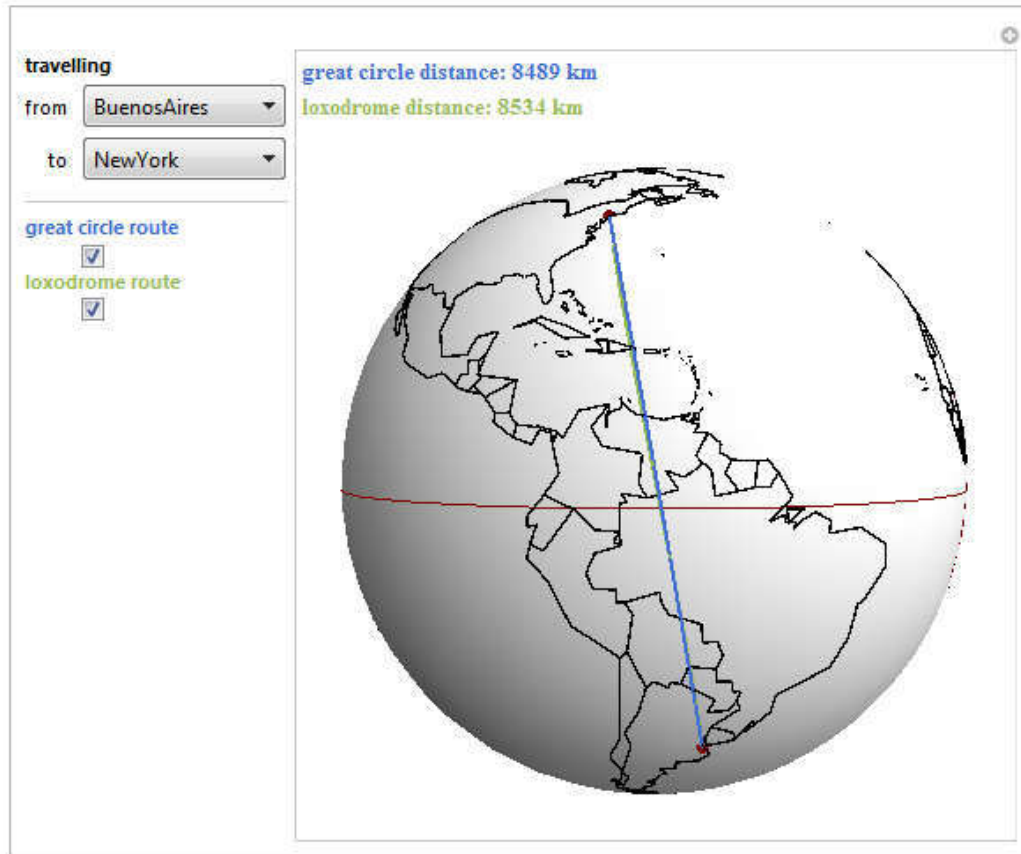 travelling
from BuenosAires
to NewYork
great circle route
loxodrome route
great circle distance: 8489 km
loxodrome distance: 8534 km